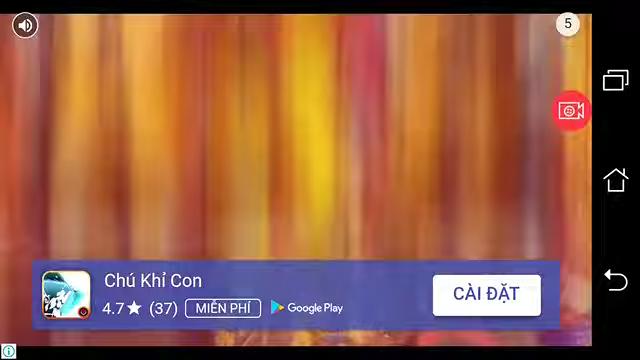 5
Chú Khỉ Con
4.7★ (37) MIỄN PHÍ Google Play
CÀI ĐẶT